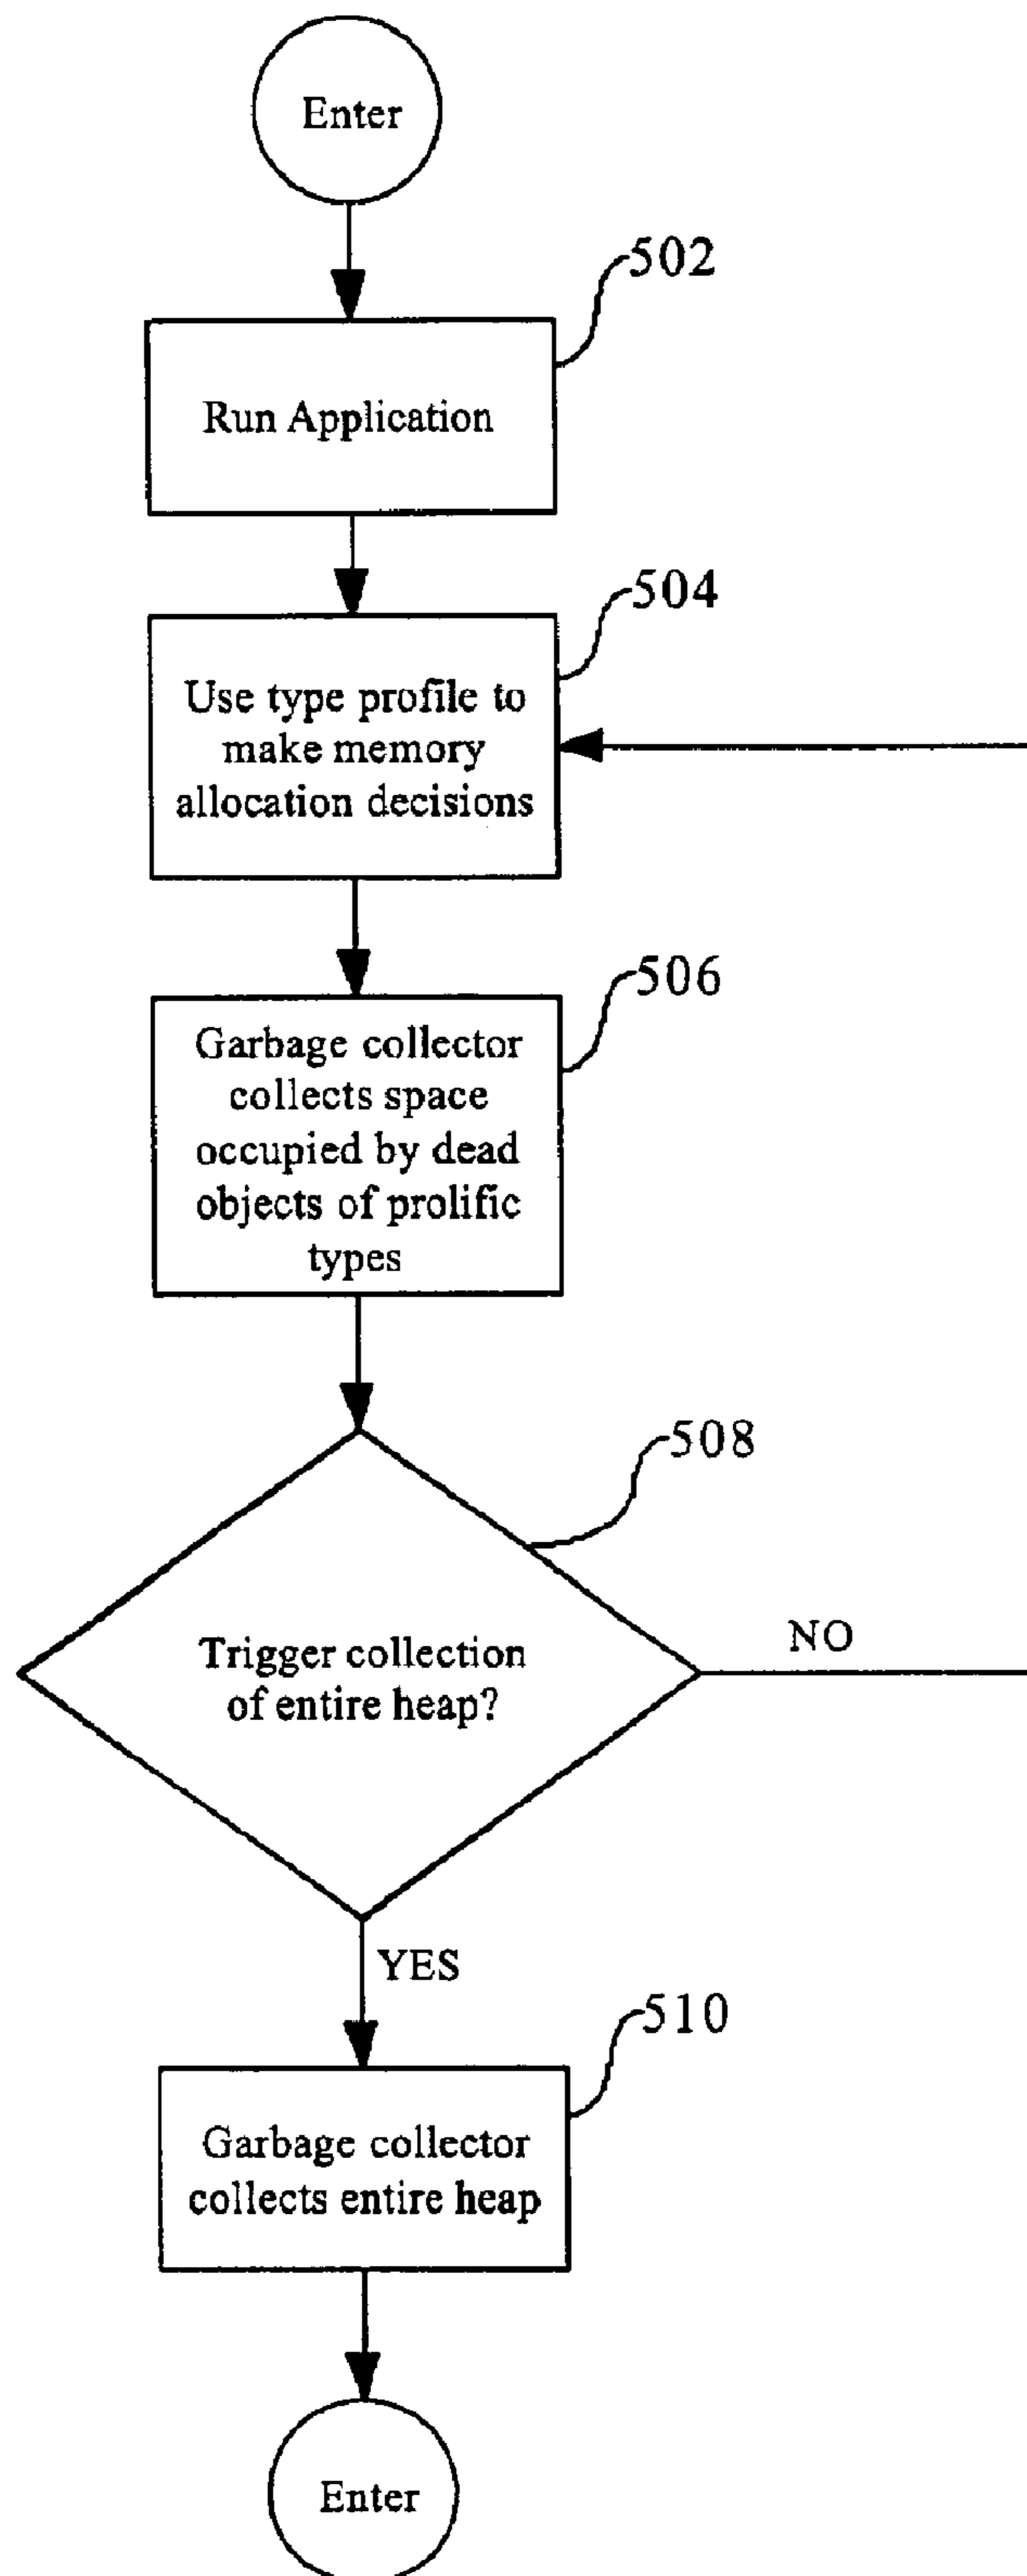 Enter
502
Run Application
504
Use type profile to
make memory
allocation decisions
506
Garbage collector
collects space
occupied by dead
objects of prolific
types
508
Trigger collection
of entire heap?
NO
YES
510
Garbage collector
collects entire heap
Enter